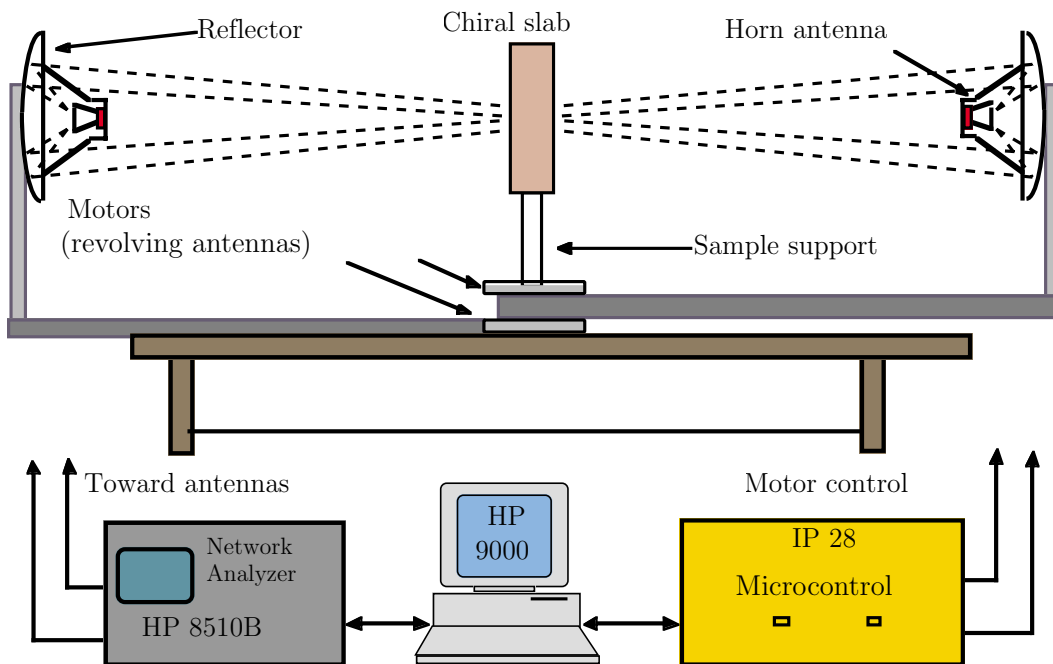 Reflector
Chiral slab
Horn antenna
Motors
(revolving antennas)
Sample support
Toward antennas
Motor control
Network
Analyzer
HP 8510B
HP
9000
IP 28
Microcontrol